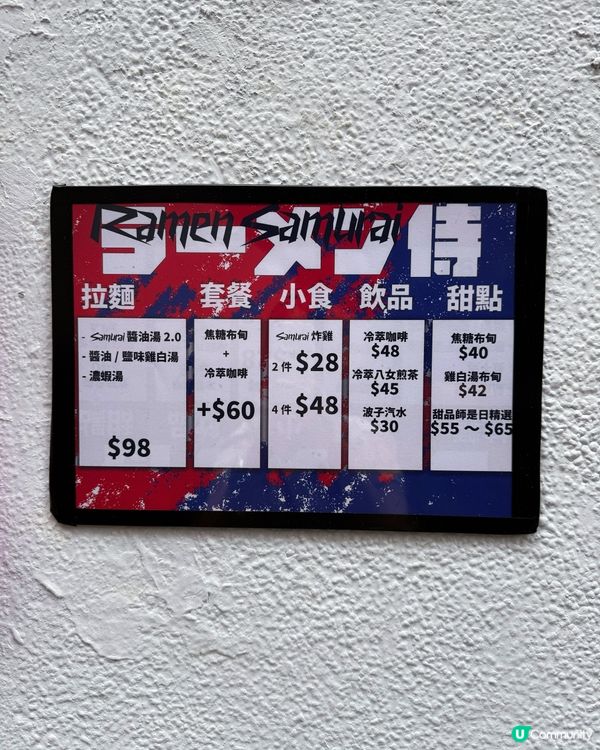 Ramen Samurai
ラーメン侍
拉麵
- Samurai 醬油湯 2.0
- 醬油 / 鹽味雞白湯
- 濃蝦湯
$98
套餐
焦糖布甸
+
冷萃咖啡
+$60
小食
Samurai 炸雞
2 件 $28
4 件 $48
飲品
冷萃咖啡
$48
冷萃八女煎茶
$45
波子汽水
$30
甜點
焦糖布甸
$40
雞白湯布甸
$42
甜品師是日精選
$55 ～ $65
U Community